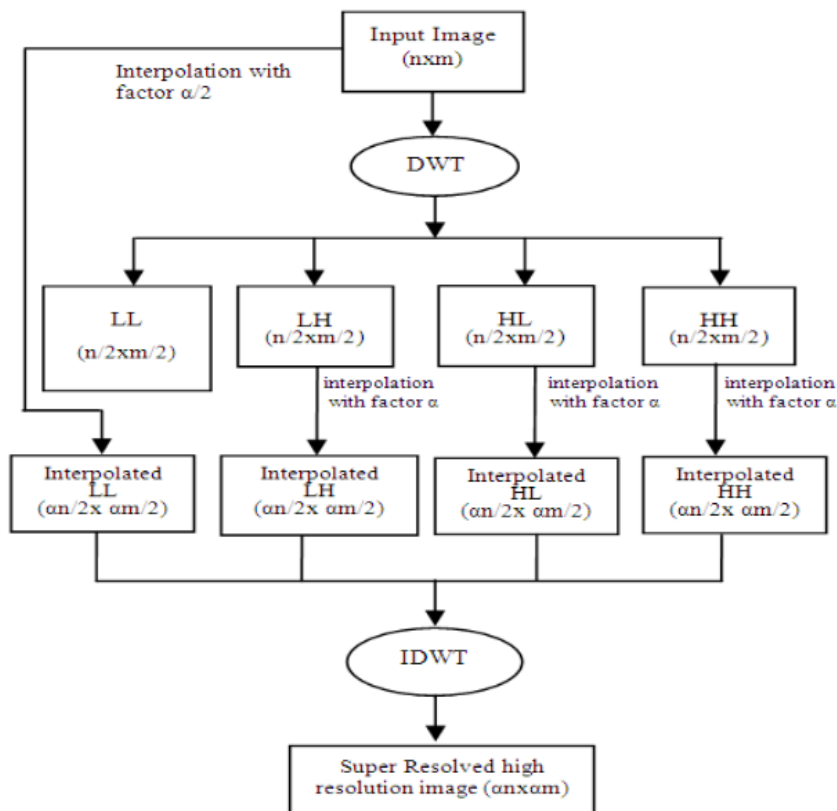 Input Image
(nxm)
Interpolation with
factor α/2
DWT
LL
(n/2xm/2)
LH
(n/2xm/2)
HL
(n/2xm/2)
HH
(n/2xm/2)
interpolation
with factor α
interpolation
with factor α
interpolation
with factor α
Interpolated
LL
(αn/2x αm/2)
Interpolated
LH
(αn/2x αm/2)
Interpolated
HL
(αn/2x αm/2)
Interpolated
HH
(αn/2x αm/2)
IDWT
Super Resolved high
resolution image (αnxαm)